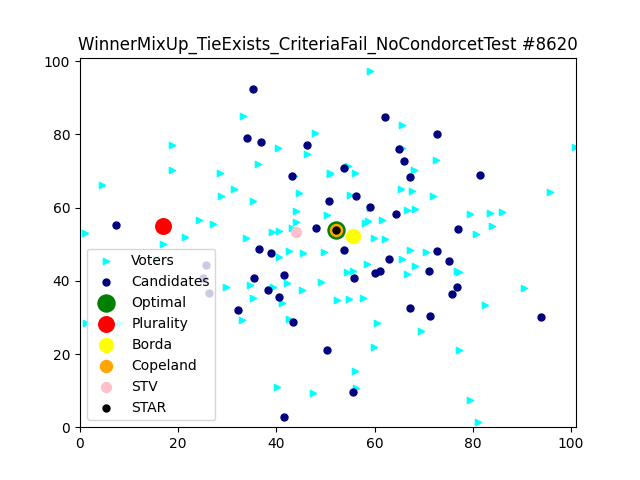 WinnerMixUp_TieExists_CriteriaFail_NoCondorcetTest #8620
100
80
60
40
20
0
Voters
Candidates
Optimal
Plurality
Borda
Copeland
STV
STAR
0 20 40 60 80 100